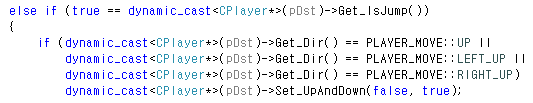 else if (true == dynamic_cast<CPlayer*>(pDst)->Get_IsJump())
{
if (dynamic_cast<CPlayer*>(pDst)->Get_Dir() == PLAYER_MOVE::UP ||
dynamic_cast<CPlayer*>(pDst)->Get_Dir() == PLAYER_MOVE::LEFT_UP ||
dynamic_cast<CPlayer*>(pDst)->Get_Dir() == PLAYER_MOVE::RIGHT_UP)
dynamic_cast<CPlayer*>(pDst)->Set_UpAndDown(false, true);